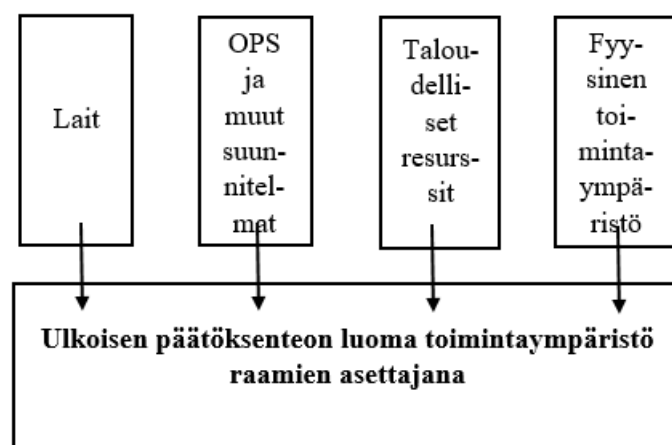 Lait
OPS
ja
muut
suun-
nitel-
mat
Talou-
delli-
set
resurs-
sit
Fyy-
sinen
toi-
minta-
ympä-
ristö
Ulkoisen päätöksenteon luoma toimintaympäristö
raamien asettajana